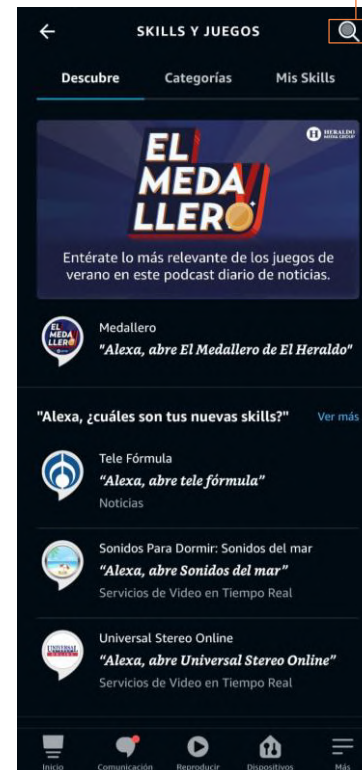 SKILLS Y JUEGOS
Descubre Categorías Mis Skills
HERALDO
MEDIA GROUP
EL
MEDA
LLERO
Entérate lo más relevante de los juegos de
verano en este podcast diario de noticias.
EL
MEDA
LLERO
Medallero
"Alexa, abre El Medallero de El Heraldo"
"Alexa, ¿cuáles son tus nuevas skills?" Ver más
Tele Fórmula
“Alexa, abre tele fórmula”
Noticias
Sonidos Para Dormir: Sonidos del mar
“Alexa, abre Sonidos del mar”
Servicios de Video en Tiempo Real
UNIVERSAL
Universal Stereo Online
“Alexa, abre Universal Stereo Online”
Servicios de Video en Tiempo Real
Inicio Comunicación Reproducir Dispositivos Más